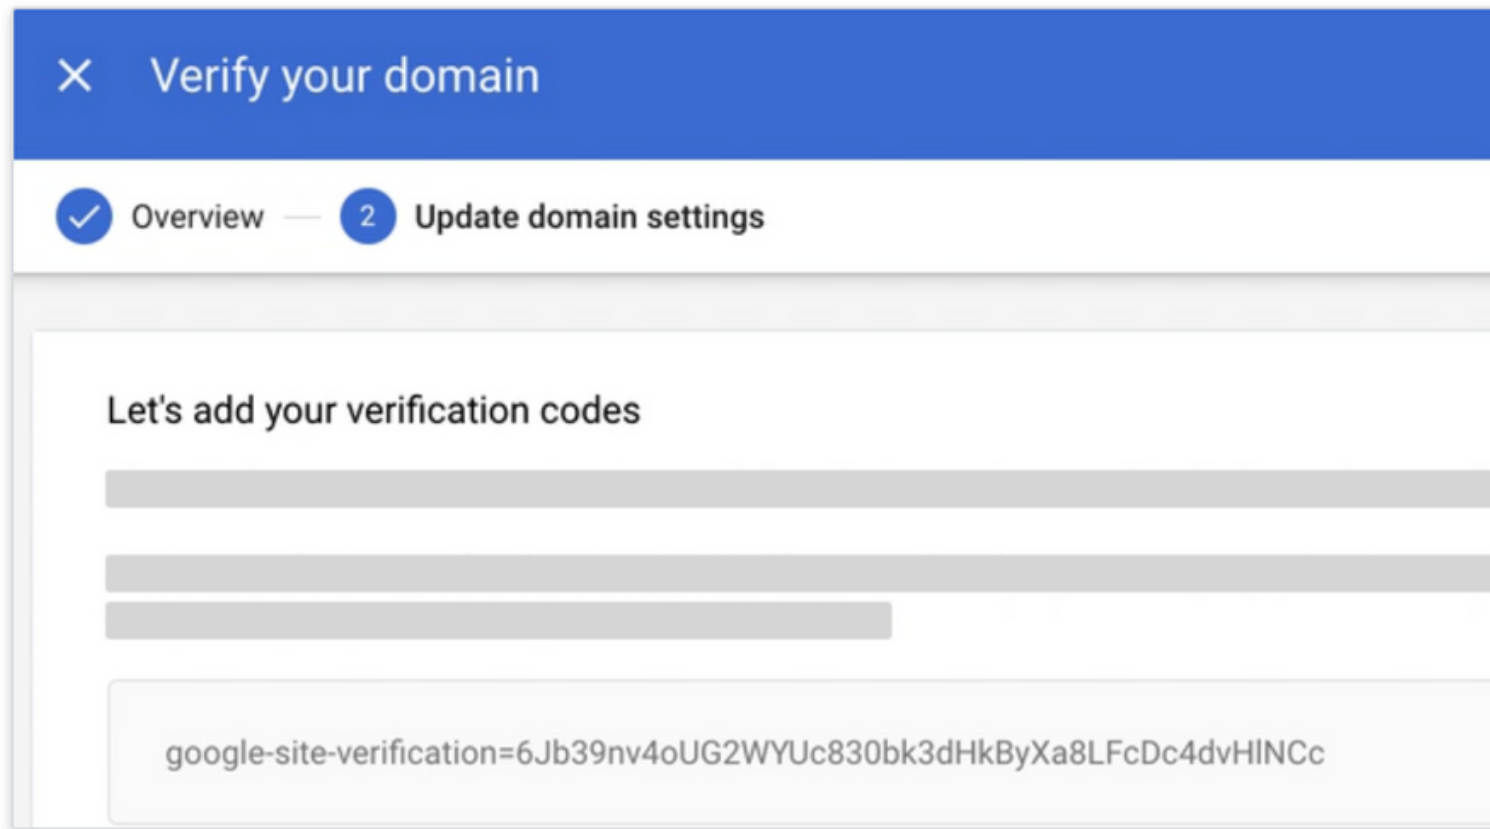 Verify your domain
Overview
2
Update domain settings
Let's add your verification codes
google-site-verification=6Jb39nv4oUG2WYUc830bk3dHkByXa8LFcDc4dvHlNCc